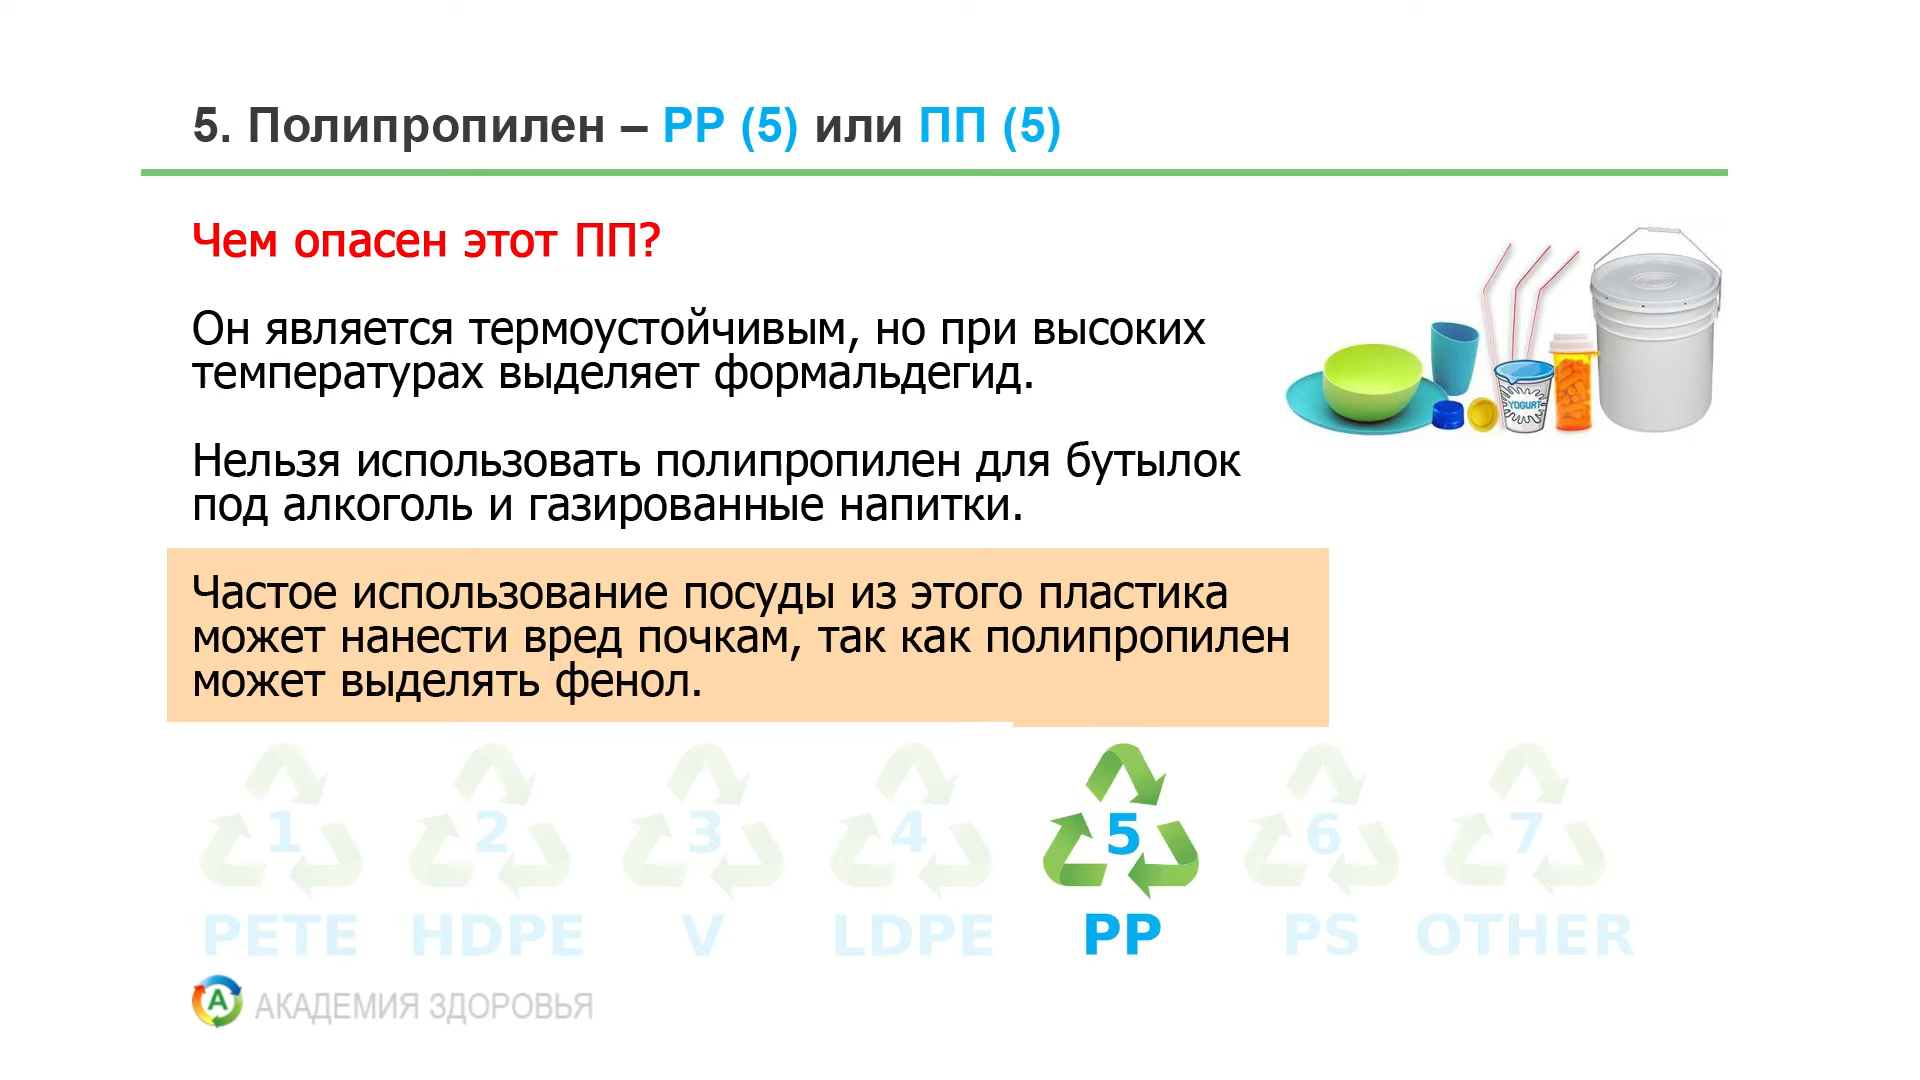 5. Полипропилен – PP (5) или ПП (5)
Чем опасен этот ПП?
Он является термоустойчивым, но при высоких
температурах выделяет формальдегид.
Нельзя использовать полипропилен для бутылок
под алкоголь и газированные напитки.
YOGURT
Частое использование посуды из этого пластика
может нанести вред почкам, так как полипропилен
может выделять фенол.
1 2 3 4 5 6 7
PETE HDPE V LDPE PP PS OTHER
А АКАДЕМИЯ ЗДОРОВЬЯ